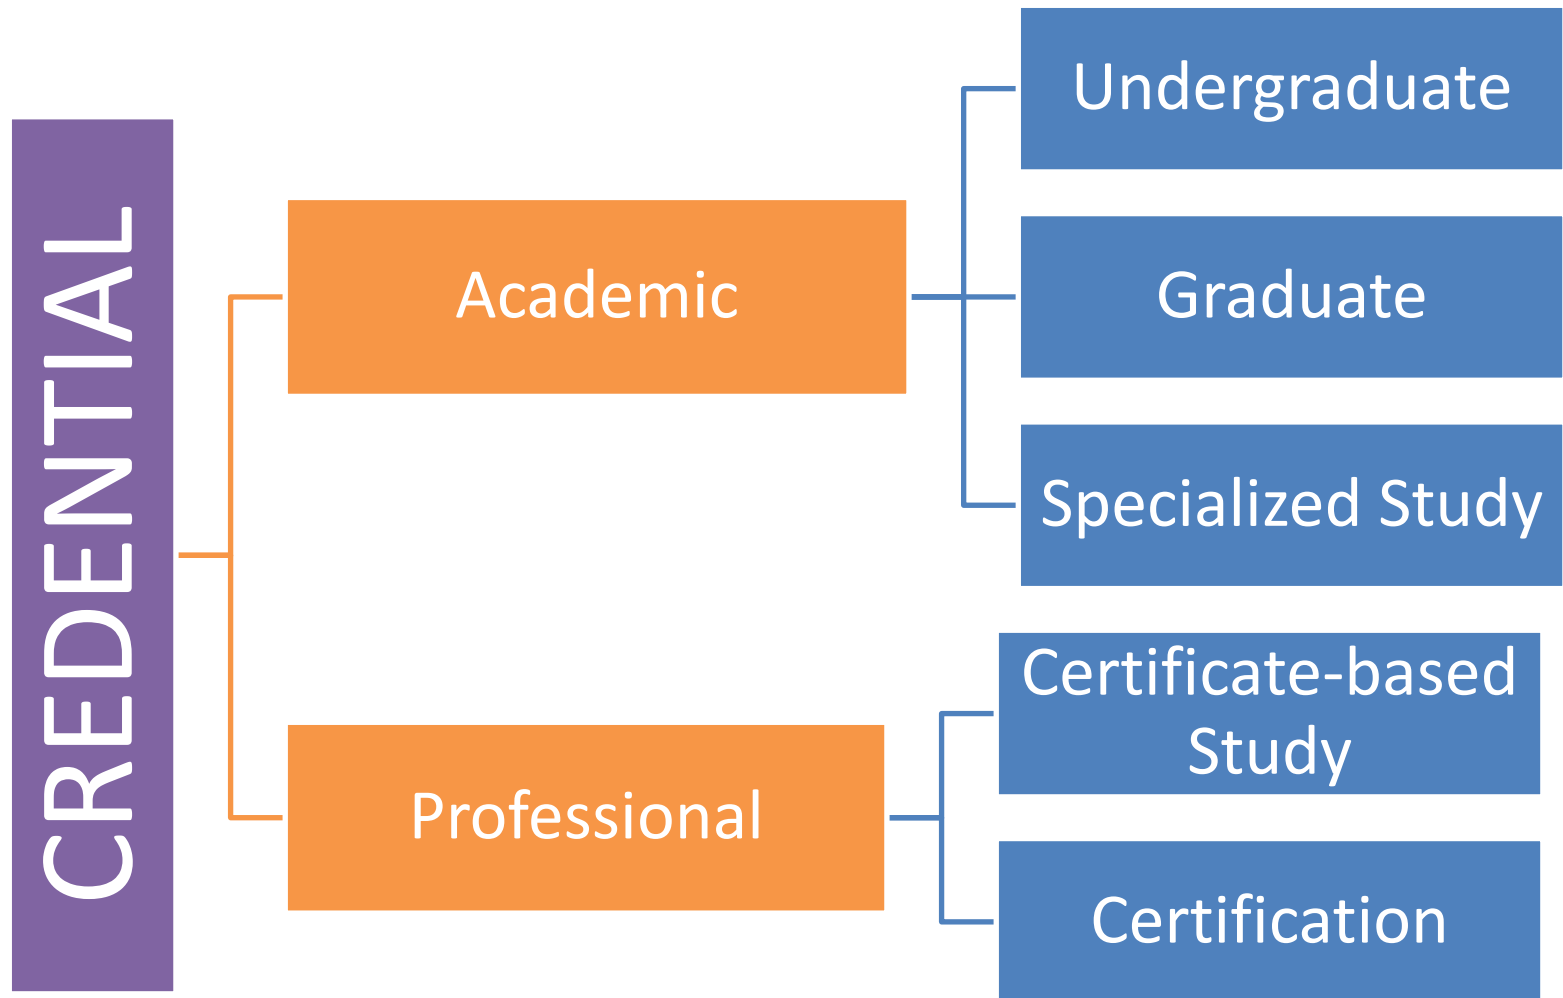 CREDENTIAL
Academic
Undergraduate
Graduate
Specialized Study
Professional
Certificate-based
Study
Certification